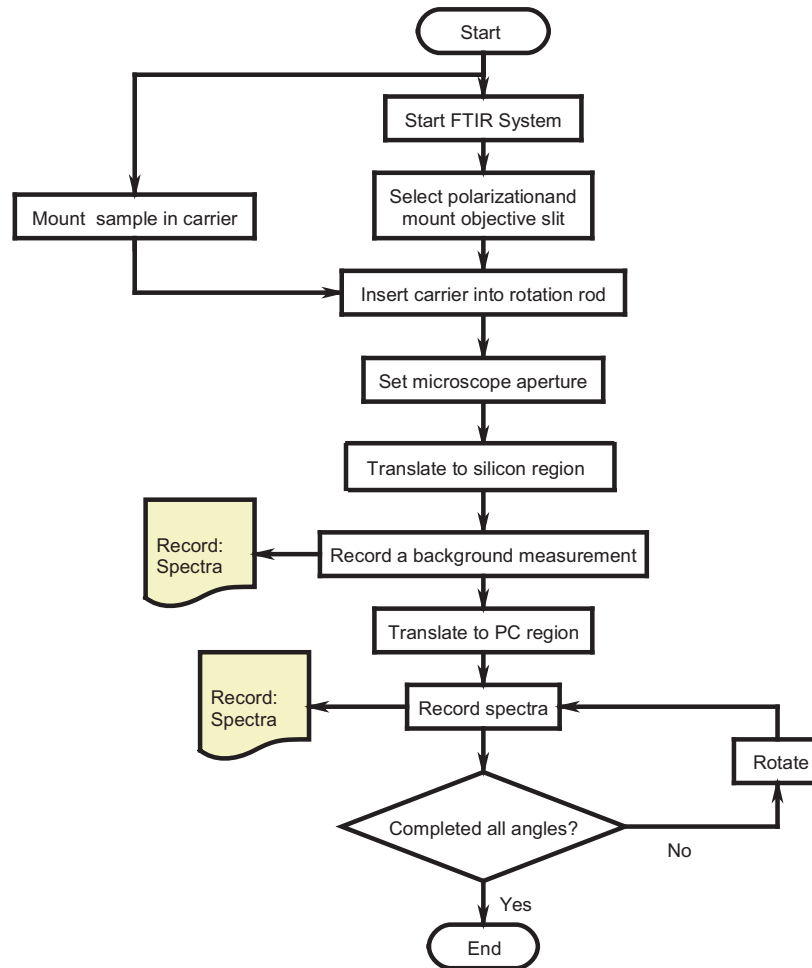 Start
Start FTIR System
Mount sample in carrier
Select polarizationand
mount objective slit
Insert carrier into rotation rod
Set microscope aperture
Translate to silicon region
Record:
Spectra
Record a background measurement
Translate to PC region
Record:
Spectra
Record spectra
Rotate
Completed all angles?
No
Yes
End